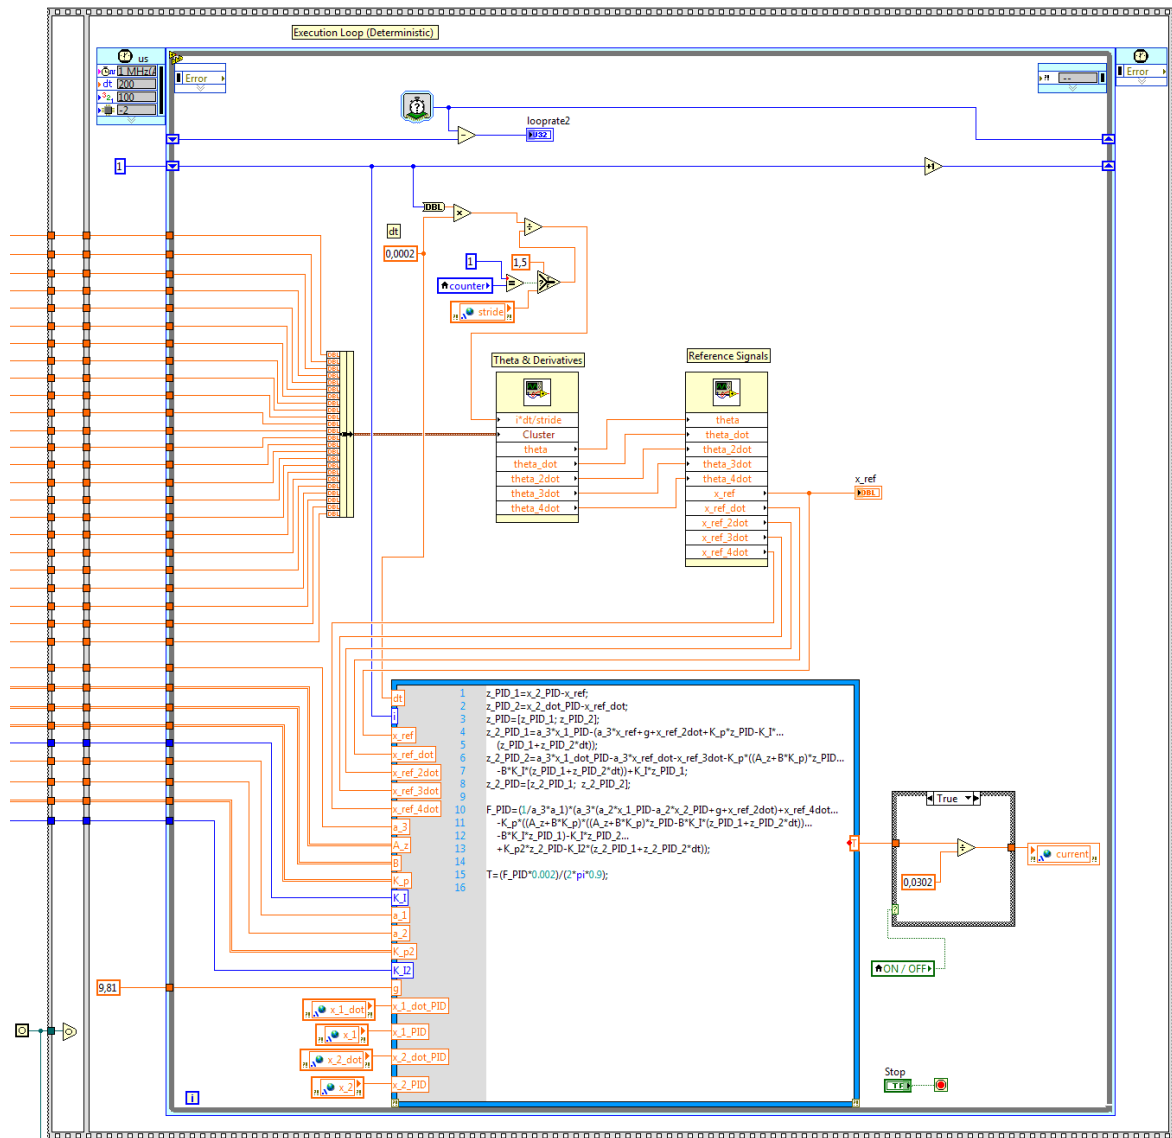 Execution Loop (Deterministic)
us
1 MHz
dt 200
100
-2
Error
--
Error
looprate2
U32
1
+1
DBL
×
÷
dt
0,0002
1
1,5
counter
=
?
stride
Theta & Derivatives
i*dt/stride
Cluster
theta
theta_dot
theta_2dot
theta_3dot
theta_4dot
Reference Signals
theta
theta_dot
theta_2dot
theta_3dot
theta_4dot
x_ref
x_ref_dot
x_ref_2dot
x_ref_3dot
x_ref_4dot
x_ref
DBL
dt
i
x_ref
x_ref_dot
x_ref_2dot
x_ref_3dot
x_ref_4dot
a_3
A_z
B
K_p
K_I
a_1
a_2
K_p2
K_I2
g
x_1_dot_PID
x_1_PID
x_2_dot_PID
x_2_PID
1 z_PID_1=x_2_PID-x_ref;
2 z_PID_2=x_2_dot_PID-x_ref_dot;
3 z_PID=[z_PID_1; z_PID_2];
4 z_2_PID_1=a_3*x_1_PID-(a_3*x_ref+g+x_ref_2dot+K_p*z_PID-K_I*...
5 (z_PID_1+z_PID_2*dt));
6 z_2_PID_2=a_3*x_1_dot_PID-a_3*x_ref_dot-x_ref_3dot-K_p*((A_z+B*K_p)*z_PID...
7 -B*K_I*(z_PID_1+z_PID_2*dt))+K_I*z_PID_1;
8 z_2_PID=[z_2_PID_1; z_2_PID_2];
9
10 F_PID=(1/a_3*a_1)*(a_3*(a_2*x_1_PID-a_2*x_2_PID+g+x_ref_2dot)+x_ref_4dot...
11 -K_p*((A_z+B*K_p)*((A_z+B*K_p)*z_PID-B*K_I*(z_PID_1+z_PID_2*dt))...
12 -B*K_I*z_PID_1)-K_I*z_PID_2...
13 +K_p2*z_2_PID-K_I2*(z_2_PID_1+z_2_PID_2*dt));
14
15 T=(F_PID*0.002)/(2*pi*0.9);
16
T
True
÷
0,0302
current
?
ON / OFF
9,81
x_1_dot
x_1
x_2_dot
x_2
Stop
TF
i